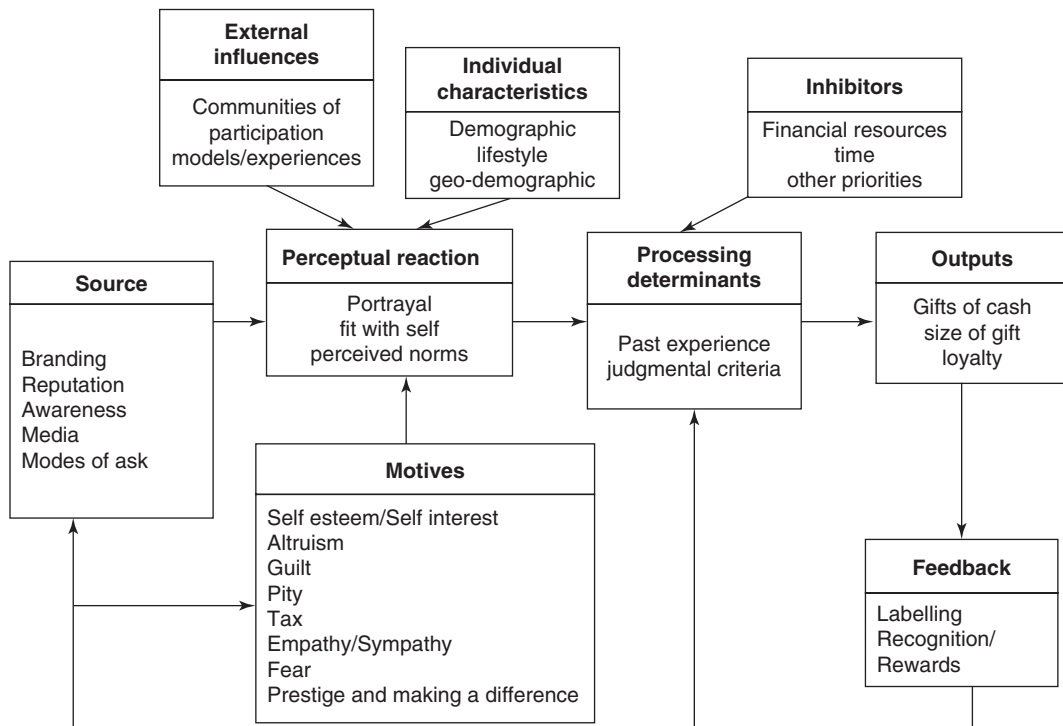 External
influences
Communities of
participation
models/experiences
Individual
characteristics
Demographic
lifestyle
geo-demographic
Inhibitors
Financial resources
time
other priorities
Source
Branding
Reputation
Awareness
Media
Modes of ask
Perceptual reaction
Portrayal
fit with self
perceived norms
Processing
determinants
Past experience
judgmental criteria
Outputs
Gifts of cash
size of gift
loyalty
Motives
Self esteem/Self interest
Altruism
Guilt
Pity
Tax
Empathy/Sympathy
Fear
Prestige and making a difference
Feedback
Labelling
Recognition/
Rewards